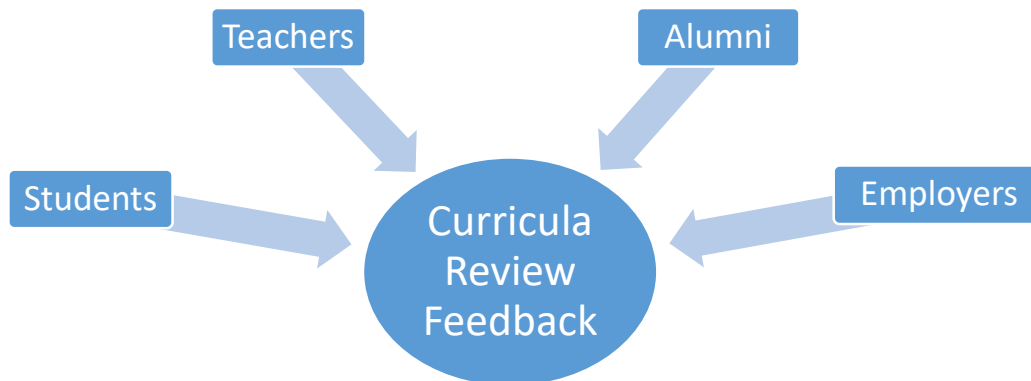 Teachers
Alumni
Students
Employers
Curricula
Review
Feedback